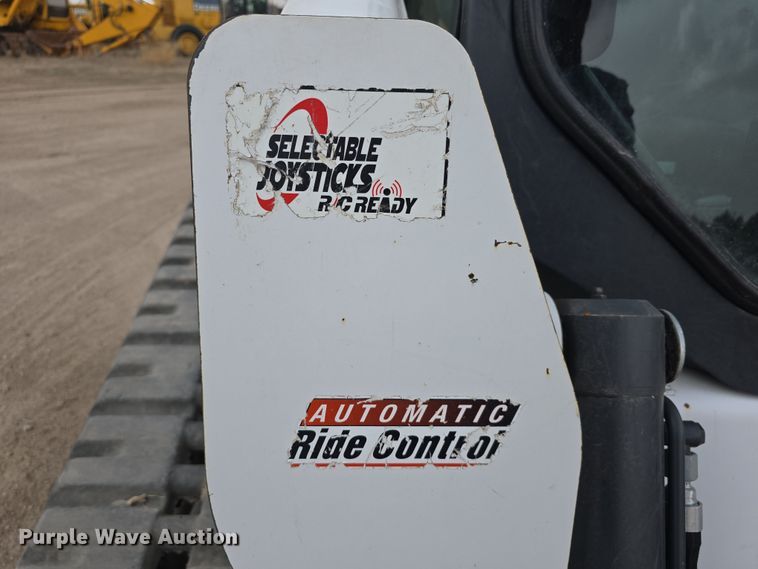 SELECTABLE
JOYSTICKS
R/C READY
AUTOMATIC
Ride Control
Purple Wave Auction